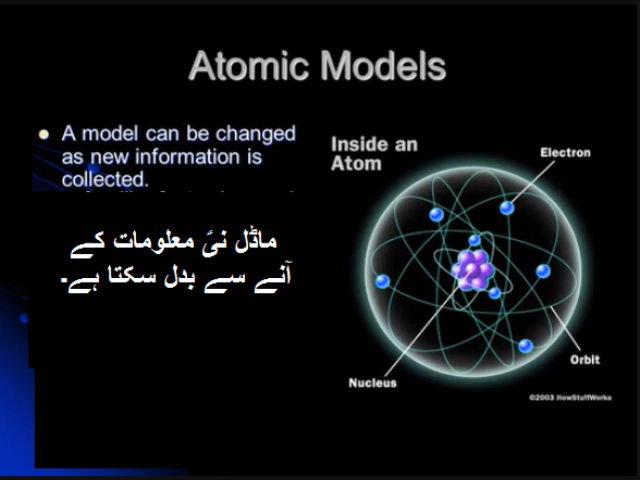 Atomic Models
A model can be changed
as new information is
collected.
ماڈل نئ معلومات کے
آنے سے بدل سکتا ہے۔
Inside an
Atom
Electron
Orbit
Nucleus
©2003 HowStuffWorks